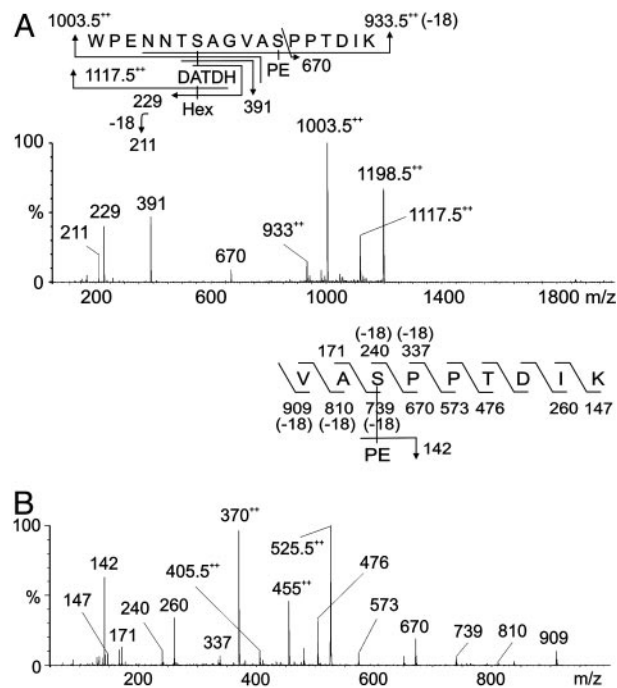 A
1003.5++ 933.5++ (-18)
WPENNTSAGVASPPTDIK
PE 670
1117.5++ DATDH
229 Hex 391
-18
211
100
%
0
1003.5++
1198.5++
1117.5++
391
229
211
670
933++
200 600 1000 1400 1800 m/z
(-18) (-18)
171 240 337
V A S P P T D I K
909 810 739 670 573 476 260 147
(-18) (-18) (-18)
PE 142
B
100
%
0
370++
525.5++
476
142
405.5++
455++
147
240 260
573
171
337
670 739 810 909
200 400 600 800 m/z